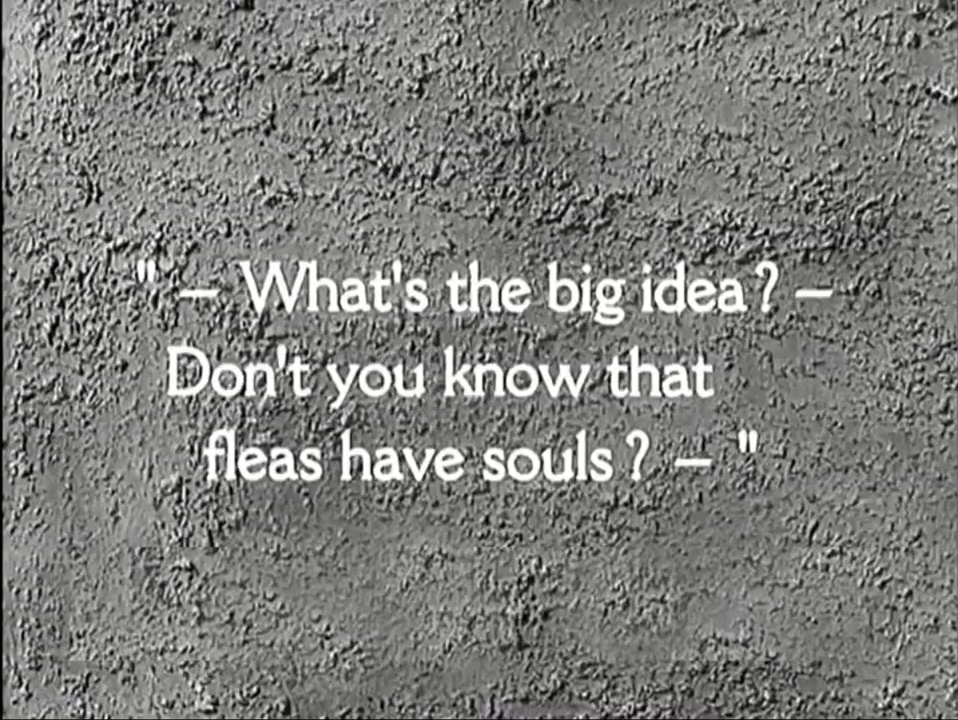 " – What's the big idea? –
Don't you know that
fleas have souls? – "